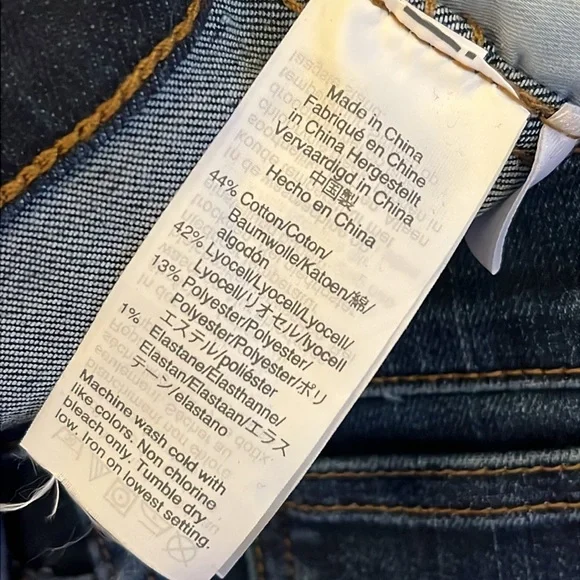 Made in China
Fabriqué en Chine
in China Hergestellt
Vervaardigd in China
中国製
Hecho en China
44% Cotton/Coton/
Baumwolle/Katoen/綿/
algodón
42% Lyocell/Lyocell/Lyocell/
Lyocell/リオセル/lyocell
13% Polyester/Polyester/
Polyester/Polyester/ポリ
エステル/poliéster
1% Elastane/Elasthanne/
Elastan/Elastaan/エラス
テーン/elastano
Machine wash cold with
like colors. Non chlorine
bleach only. Tumble dry
low. Iron on lowest setting.